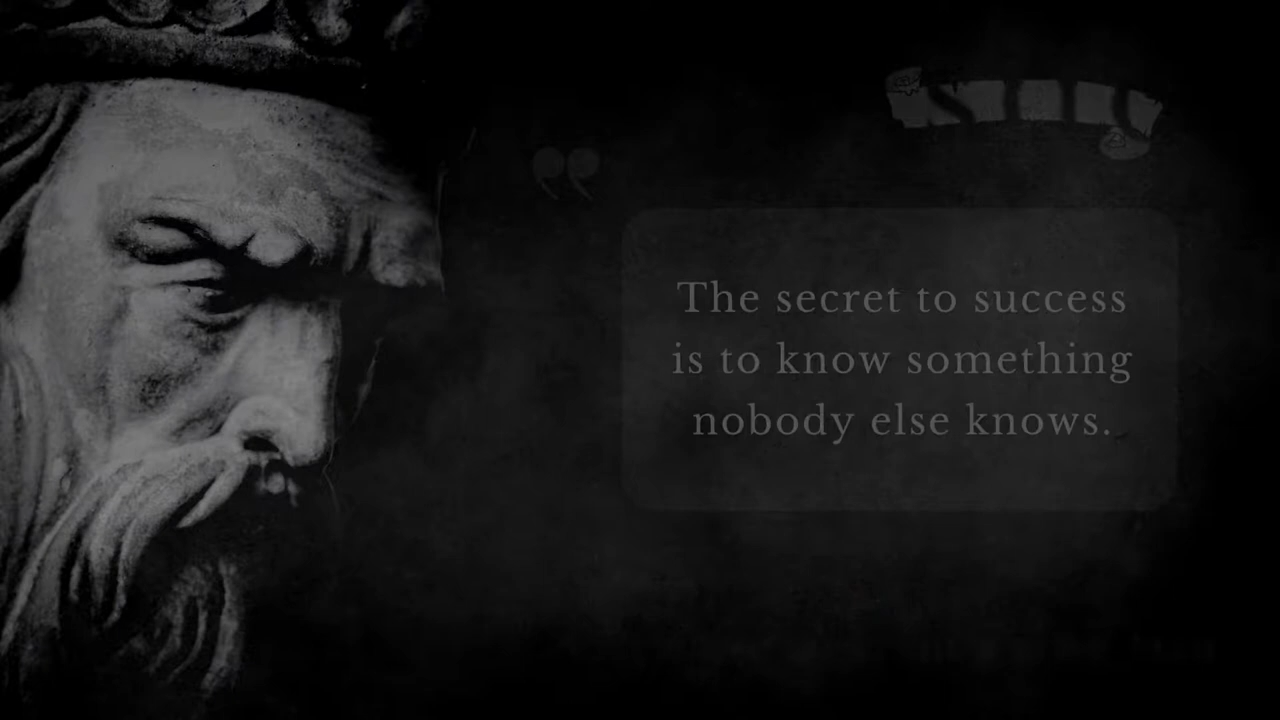 The secret to success
is to know something
nobody else knows.